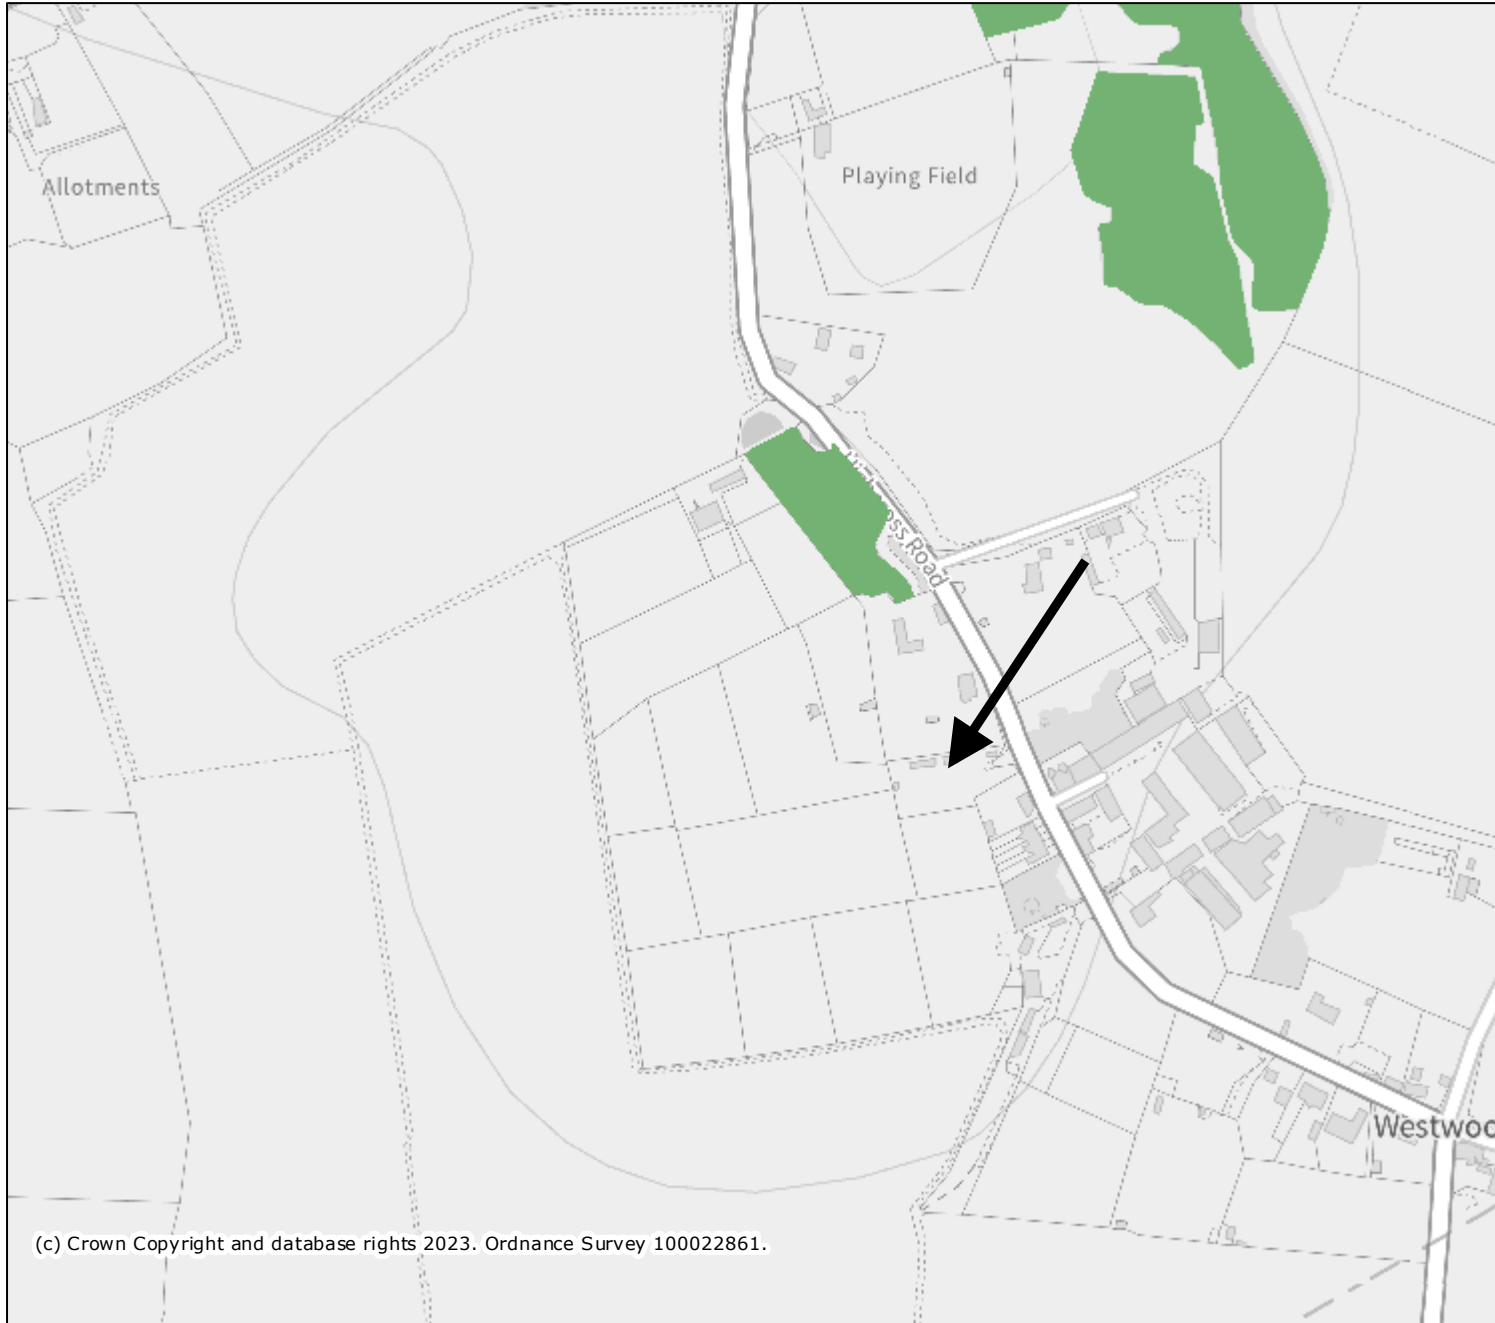 Allotments
Playing Field
Road
Westwoo
(c) Crown Copyright and database rights 2023. Ordnance Survey 100022861.